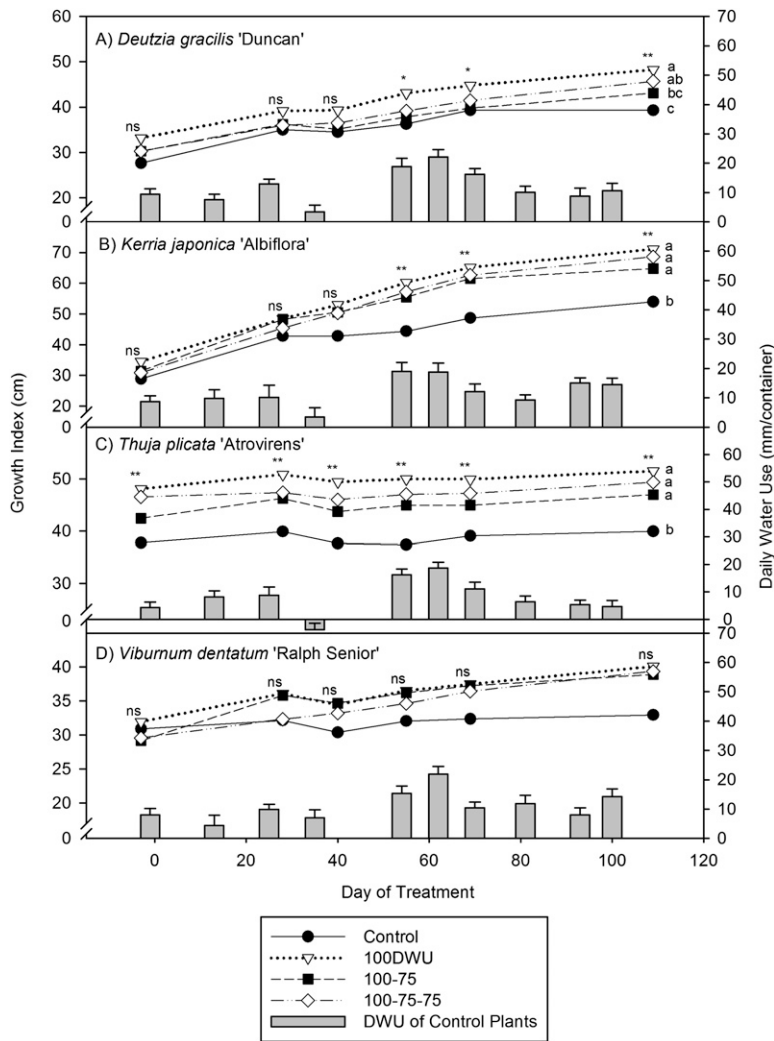 A) Deutzia gracilis 'Duncan'
60
50
40
30
20
0
70
60
50
40
30
20
10
0
ns
ns
ns
*
*
**
a
ab
bc
c
B) Kerria japonica 'Albiflora'
70
60
50
40
30
20
0
60
50
40
30
20
10
0
ns
ns
ns
**
**
**
a
a
a
b
C) Thuja plicata 'Atrovirens'
50
40
30
0
60
50
40
30
20
10
0
**
**
**
**
**
**
a
a
a
b
D) Viburnum dentatum 'Ralph Senior'
40
35
30
25
20
0
70
60
50
40
30
20
10
0
ns
ns
ns
ns
ns
ns
Growth Index (cm)
Daily Water Use (mm/container)
0 20 40 60 80 100 120
Day of Treatment
Control
100DWU
100-75
100-75-75
DWU of Control Plants